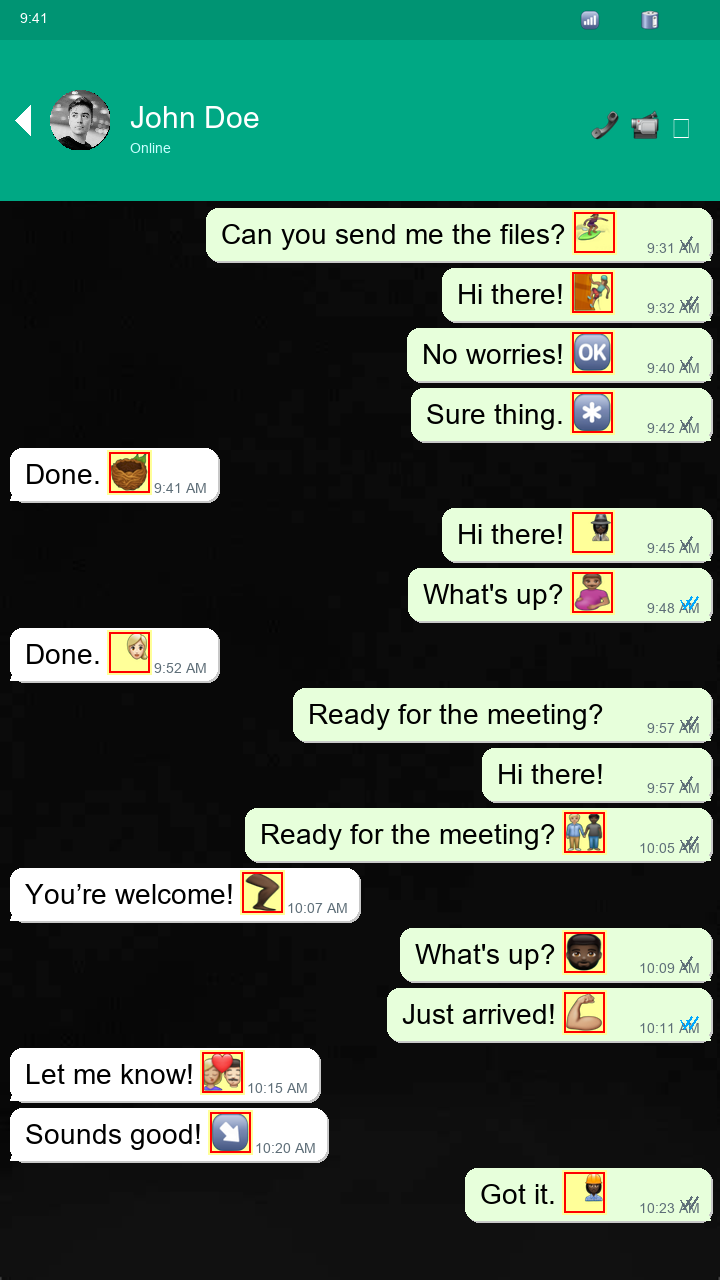 9:41
John Doe
Online
Can you send me the files? 9:31 AM
Hi there! 9:32 AM
No worries! 🆗 9:40 AM
Sure thing. 9:42 AM
Done. 9:41 AM
Hi there! 9:45 AM
What's up? 9:48 AM
Done. 9:52 AM
Ready for the meeting? 9:57 AM
Hi there! 9:57 AM
Ready for the meeting? 10:05 AM
You’re welcome! 10:07 AM
What's up? 10:09 AM
Just arrived! 10:11 AM
Let me know! 10:15 AM
Sounds good! 10:20 AM
Got it. 10:23 AM